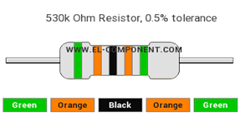 530k Ohm Resistor, 0.5% tolerance
WWW.EL-COMPONENT.COM
Green Orange Black Orange Green